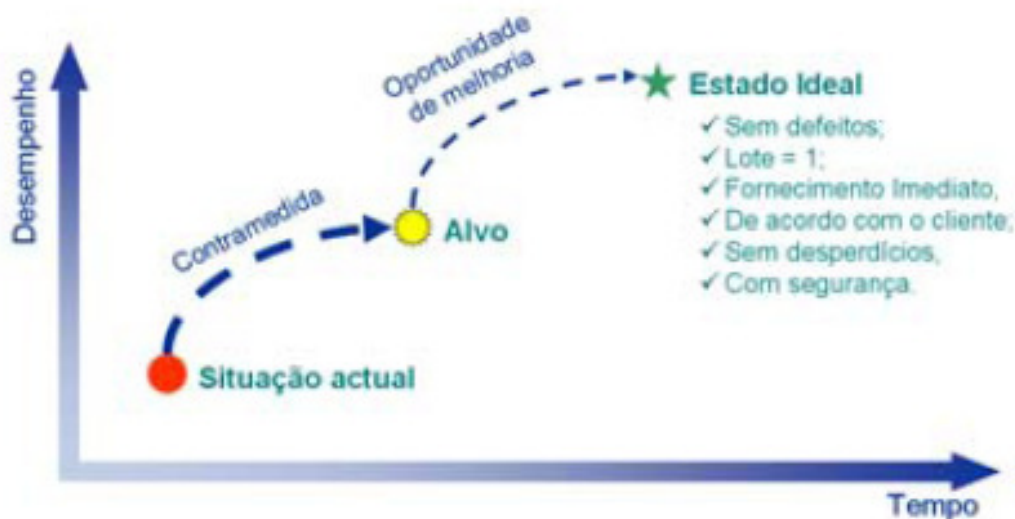 Desempenho
Oportunidade
de melhoria
Estado Ideal
✓ Sem defeitos;
✓ Lote = 1;
✓ Fornecimento Imediato,
✓ De acordo com o cliente;
✓ Sem desperdícios,
✓ Com segurança.
Contramedida
Alvo
Situação actual
Tempo